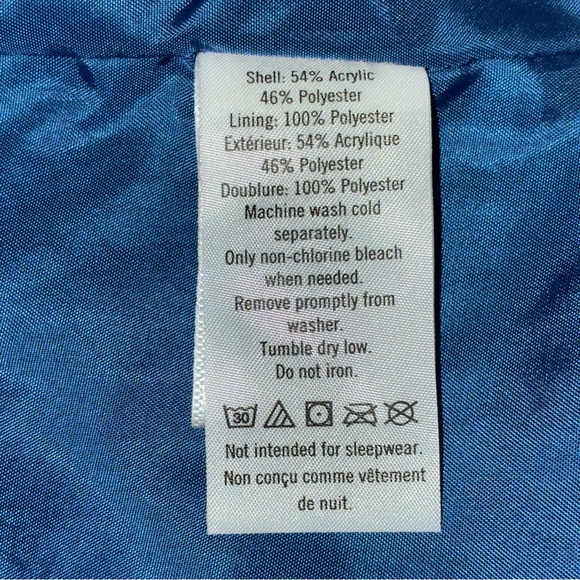 Shell: 54% Acrylic
46% Polyester
Lining: 100% Polyester
Extérieur: 54% Acrylique
46% Polyester
Doublure: 100% Polyester
Machine wash cold
separately.
Only non-chlorine bleach
when needed.
Remove promptly from
washer.
Tumble dry low.
Do not iron.
30
Not intended for sleepwear.
Non conçu comme vêtement
de nuit.